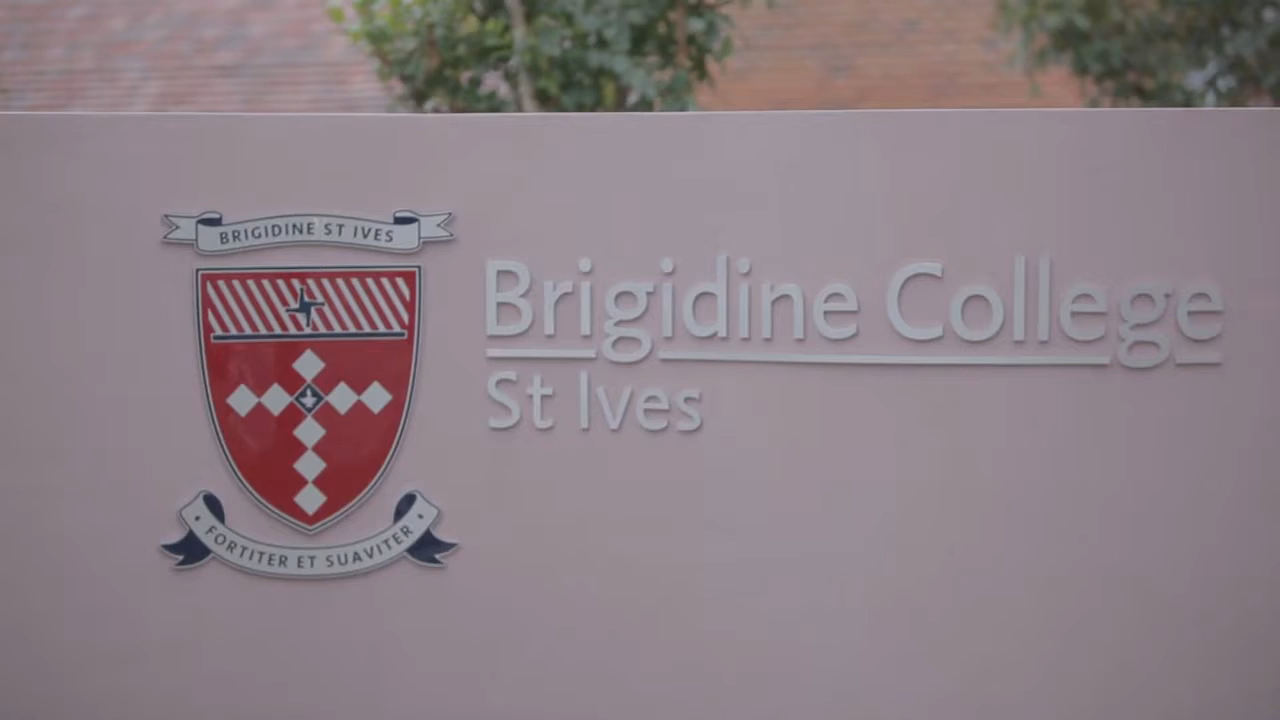 BRIGIDINE ST IVES
Brigidine College
St Ives
FORTITER ET SUAVITER